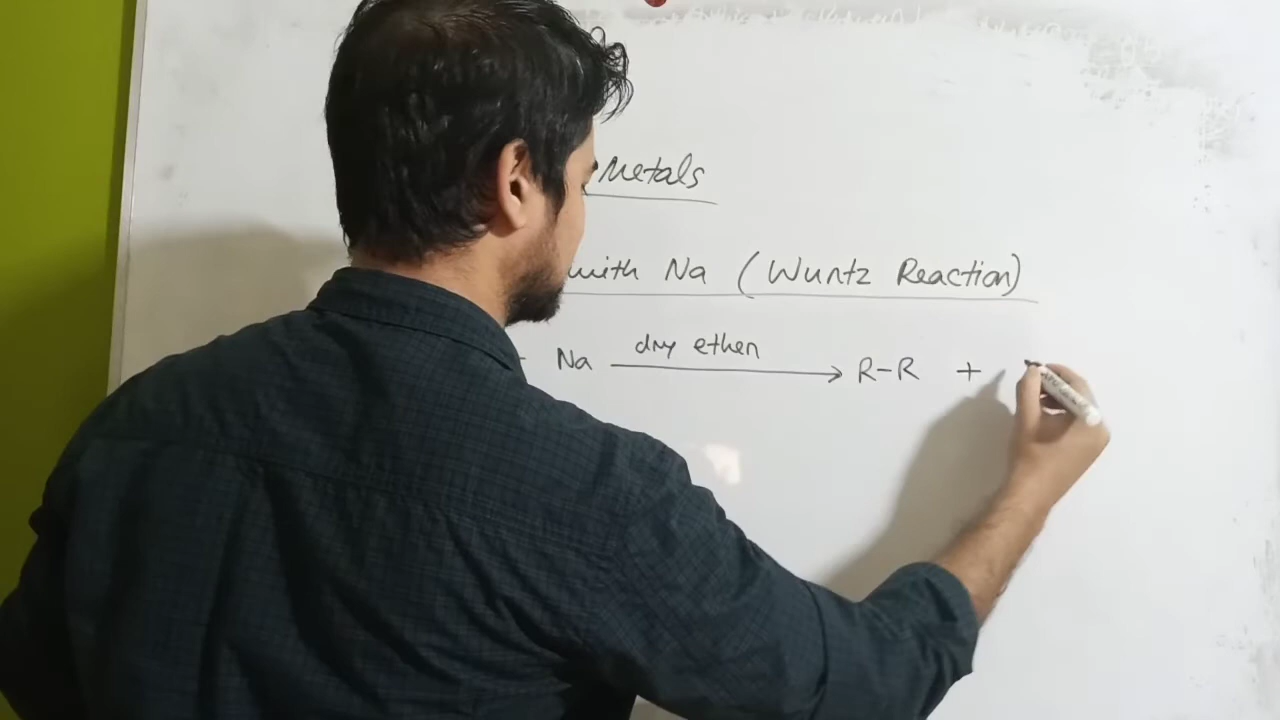 Metals
with Na (Wurtz Reaction)
Na dry ether → R-R +